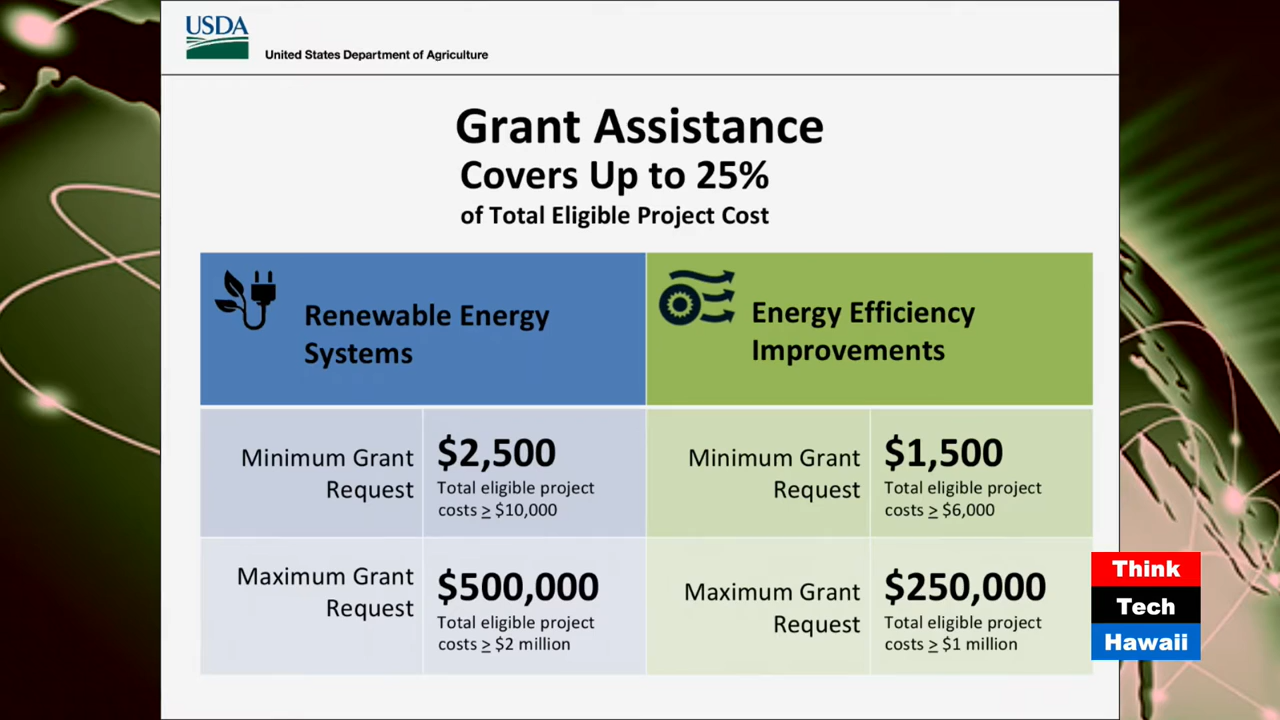 USDA
United States Department of Agriculture
Grant Assistance
Covers Up to 25%
of Total Eligible Project Cost
Renewable Energy
Systems
Energy Efficiency
Improvements
Minimum Grant
Request
$2,500
Total eligible project
costs ≥ $10,000
Minimum Grant
Request
$1,500
Total eligible project
costs ≥ $6,000
Maximum Grant
Request
$500,000
Total eligible project
costs ≥ $2 million
Maximum Grant
Request
$250,000
Total eligible project
costs ≥ $1 million
Think
Tech
Hawaii